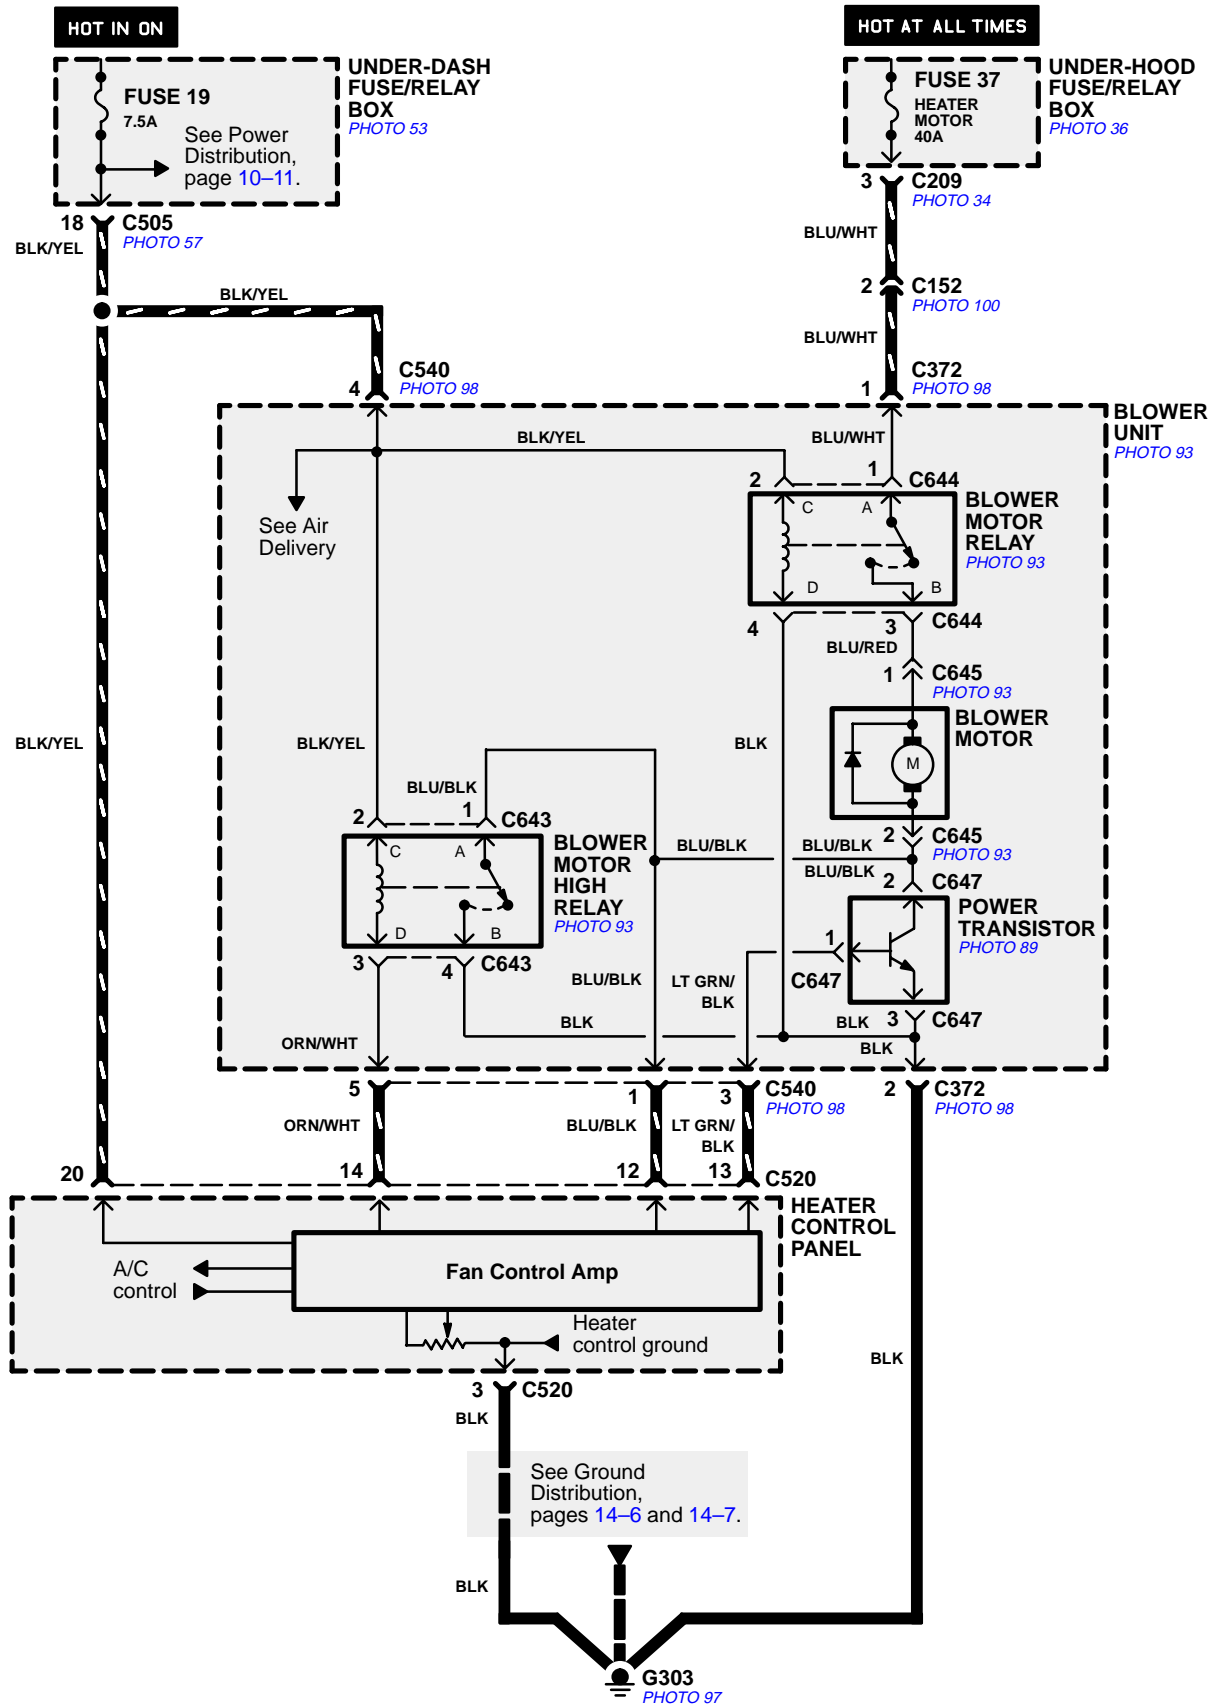 HOT IN ON
HOT AT ALL TIMES
FUSE 19
7.5A
See Power
Distribution,
page 10–11.
UNDER-DASH
FUSE/RELAY
BOX
PHOTO 53
FUSE 37
HEATER
MOTOR
40A
UNDER-HOOD
FUSE/RELAY
BOX
PHOTO 36
18
C505
PHOTO 57
BLK/YEL
3
C209
PHOTO 34
BLU/WHT
BLK/YEL
2
C152
PHOTO 100
BLU/WHT
4
C540
PHOTO 98
1
C372
PHOTO 98
BLOWER
UNIT
PHOTO 93
BLK/YEL
BLU/WHT
See Air
Delivery
2
1
C644
C
A
D
B
BLOWER
MOTOR
RELAY
PHOTO 93
4
3
C644
BLU/RED
1
C645
PHOTO 93
BLOWER
MOTOR
M
BLK/YEL
BLK/YEL
BLK
BLU/BLK
2
1
C643
C
A
D
B
BLOWER
MOTOR
HIGH
RELAY
PHOTO 93
BLU/BLK
BLU/BLK
2
C645
PHOTO 93
BLU/BLK
2
C647
POWER
TRANSISTOR
PHOTO 89
1
C647
3
4
C643
BLU/BLK
LT GRN/
BLK
BLK
BLK
3
C647
BLK
ORN/WHT
5
1
3
C540
PHOTO 98
2
C372
PHOTO 98
ORN/WHT
BLU/BLK
LT GRN/
BLK
20
14
12
13
C520
HEATER
CONTROL
PANEL
Fan Control Amp
A/C
control
Heater
control ground
BLK
3
C520
BLK
See Ground
Distribution,
pages 14–6 and 14–7.
BLK
G303
PHOTO 97